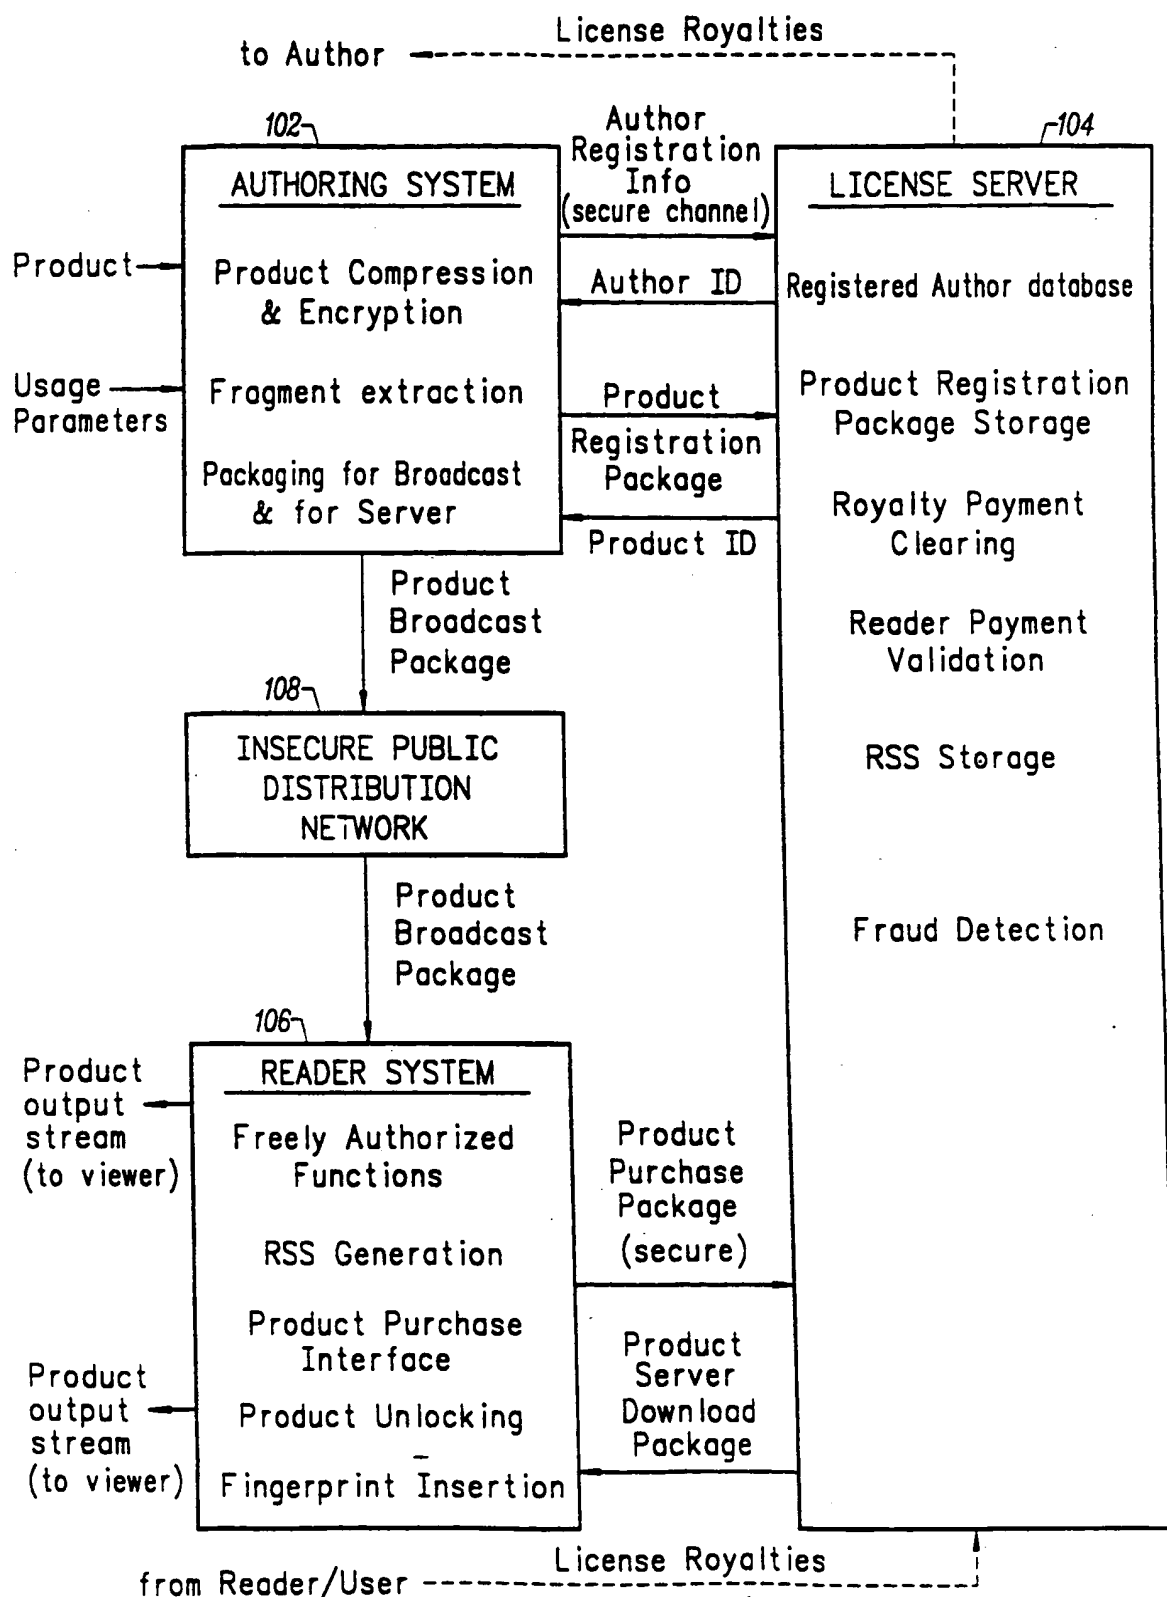 License Royalties
to Author
102
Author
Registration
Info
(secure channel)
104
AUTHORING SYSTEM
LICENSE SERVER
Product
Product Compression
& Encryption
Author ID
Registered Author database
Usage
Parameters
Fragment extraction
Product
Registration
Package
Product Registration
Package Storage
Packaging for Broadcast
& for Server
Product ID
Royalty Payment
Clearing
Product
Broadcast
Package
Reader Payment
Validation
108
INSECURE PUBLIC
DISTRIBUTION
NETWORK
RSS Storage
Product
Broadcast
Package
Fraud Detection
106
READER SYSTEM
Product
output
stream
(to viewer)
Freely Authorized
Functions
Product
Purchase
Package
(secure)
RSS Generation
Product Purchase
Interface
Product
Server
Download
Package
Product
output
stream
(to viewer)
Product Unlocking
Fingerprint Insertion
License Royalties
from Reader/User